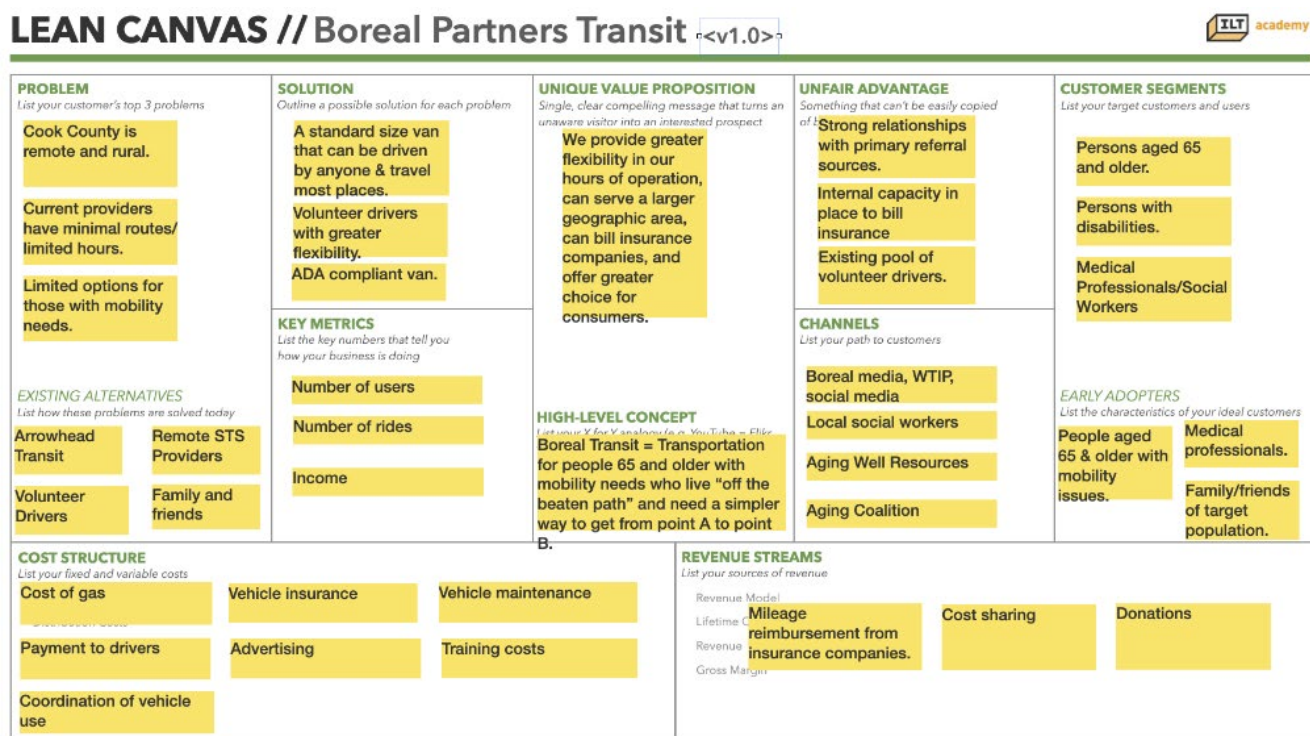 LEAN CANVAS // Boreal Partners Transit <v1.0>
ILT academy
PROBLEM
List your customer's top 3 problems
Cook County is
remote and rural.
Current providers
have minimal routes/
limited hours.
Limited options for
those with mobility
needs.
EXISTING ALTERNATIVES
List how these problems are solved today
Arrowhead
Transit
Remote STS
Providers
Volunteer
Drivers
Family and
friends
SOLUTION
Outline a possible solution for each problem
A standard size van
that can be driven
by anyone & travel
most places.
Volunteer drivers
with greater
flexibility.
ADA compliant van.
KEY METRICS
List the key numbers that tell you
how your business is doing
Number of users
Number of rides
Income
UNIQUE VALUE PROPOSITION
Single, clear compelling message that turns an
unaware visitor into an interested prospect
We provide greater
flexibility in our
hours of operation,
can serve a larger
geographic area,
can bill insurance
companies, and
offer greater
choice for
consumers.
HIGH-LEVEL CONCEPT
List your X for Y analogy (e.g. YouTube = Flikr
Boreal Transit = Transportation
for people 65 and older with
mobility needs who live "off the
beaten path" and need a simpler
way to get from point A to point
B.
UNFAIR ADVANTAGE
Something that can't be easily copied
of
Strong relationships
with primary referral
sources.
Internal capacity in
place to bill
insurance
Existing pool of
volunteer drivers.
CHANNELS
List your path to customers
Boreal media, WTIP,
social media
Local social workers
Aging Well Resources
Aging Coalition
CUSTOMER SEGMENTS
List your target customers and users
Persons aged 65
and older.
Persons with
disabilities.
Medical
Professionals/Social
Workers
EARLY ADOPTERS
List the characteristics of your ideal customers
People aged
65 & older with
mobility
issues.
Medical
professionals.
Family/friends
of target
population.
COST STRUCTURE
List your fixed and variable costs
Cost of gas
Vehicle insurance
Vehicle maintenance
Payment to drivers
Advertising
Training costs
Coordination of vehicle
use
REVENUE STREAMS
List your sources of revenue
Revenue Model
Lifetime
Revenue
Gross Margin
Mileage
reimbursement from
insurance companies.
Cost sharing
Donations